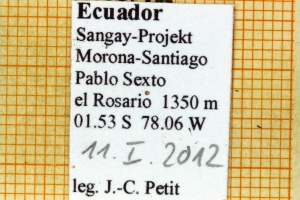 Ecuador
Sangay-Projekt
Morona-Santiago
Pablo Sexto
el Rosario 1350 m
01.53 S 78.06 W
11. I. 2012
leg. J.-C. Petit